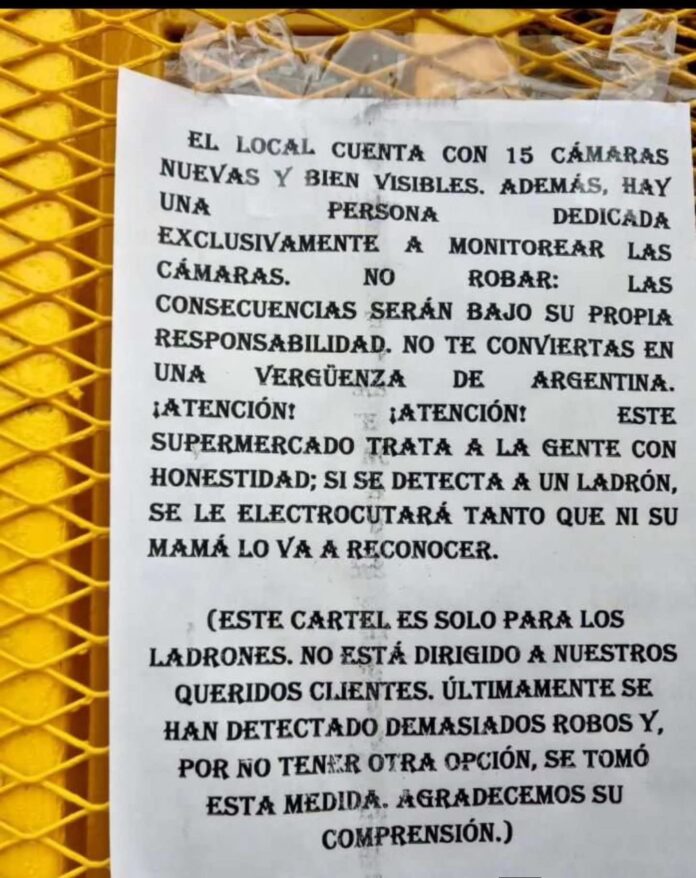 EL LOCAL CUENTA CON 15 CÁMARAS
NUEVAS Y BIEN VISIBLES. ADEMÁS, HAY
UNA PERSONA DEDICADA
EXCLUSIVAMENTE A MONITOREAR LAS
CÁMARAS. NO ROBAR: LAS
CONSECUENCIAS SERÁN BAJO SU PROPIA
RESPONSABILIDAD. NO TE CONVIERTAS EN
UNA VERGÜENZA DE ARGENTINA.
¡ATENCIÓN! ¡ATENCIÓN! ESTE
SUPERMERCADO TRATA A LA GENTE CON
HONESTIDAD; SI SE DETECTA A UN LADRÓN,
SE LE ELECTROCUTARÁ TANTO QUE NI SU
MAMÁ LO VA A RECONOCER.
(ESTE CARTEL ES SOLO PARA LOS
LADRONES. NO ESTÁ DIRIGIDO A NUESTROS
QUERIDOS CLIENTES. ÚLTIMAMENTE SE
HAN DETECTADO DEMASIADOS ROBOS Y,
POR NO TENER OTRA OPCIÓN, SE TOMÓ
ESTA MEDIDA. AGRADECEMOS SU
COMPRENSIÓN.)